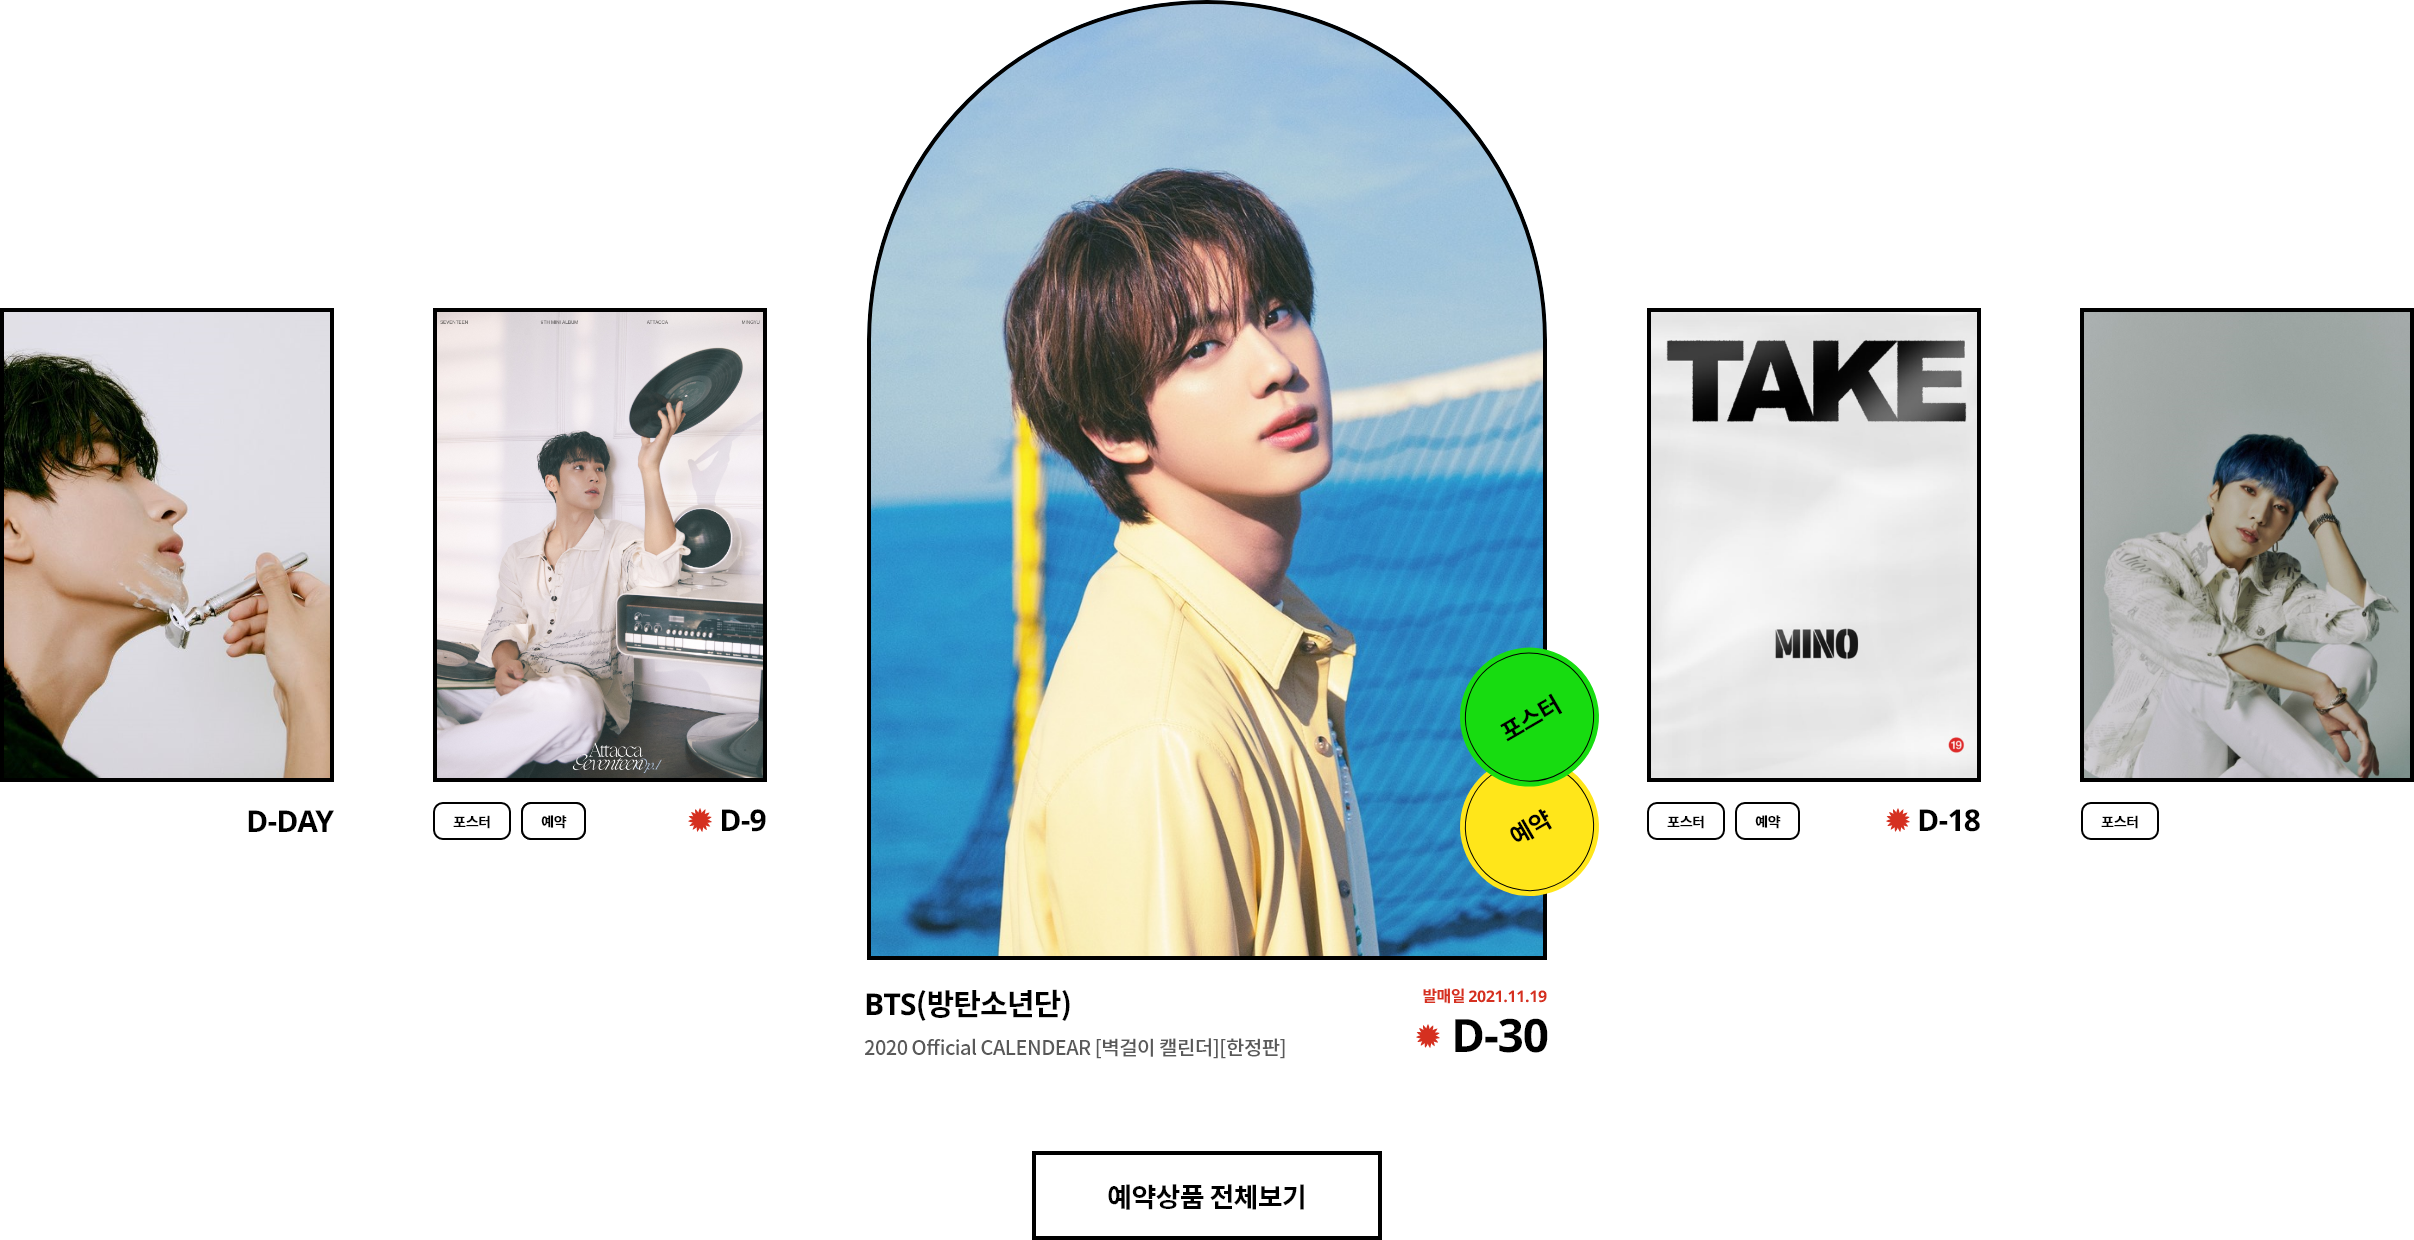 D-DAY
SEVENTEEN 9TH MINI ALBUM ATTACCA MINGYU
Attacca
Seventeen Op.1
포스터 예약 D-9
포스터
예약
BTS(방탄소년단)
2020 Official CALENDEAR [벽걸이 캘린더][한정판]
발매일 2021.11.19
D-30
TAKE
MINO
19
포스터 예약 D-18
포스터
예약상품 전체보기